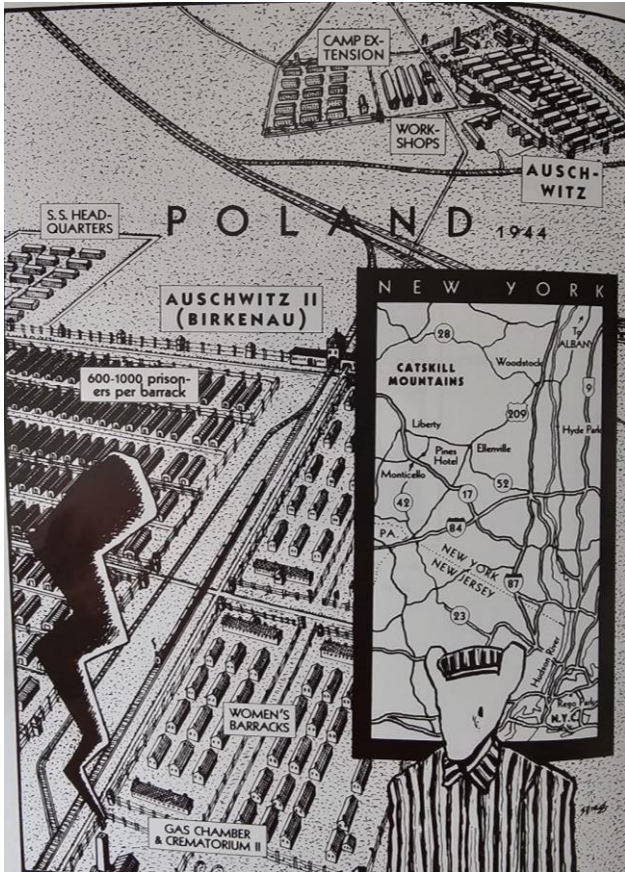 CAMP EX-
TENSION
WORK-
SHOPS
AUSCH-
WITZ
S.S. HEAD-
QUARTERS
POLAND 1944
AUSCHWITZ II
(BIRKENAU)
600-1000 prison-
ers per barrack
WOMEN'S
BARRACKS
GAS CHAMBER
& CREMATORIUM II
NEW YORK
To
ALBANY
28
Woodstock
CATSKILL
MOUNTAINS
9
209
Liberty
Hyde Park
Pines
Hotel
Ellenville
Monticello
17
52
42
84
PA.
NEW YORK
NEW JERSEY
87
23
Hudson River
Rego Park
N.Y.C.